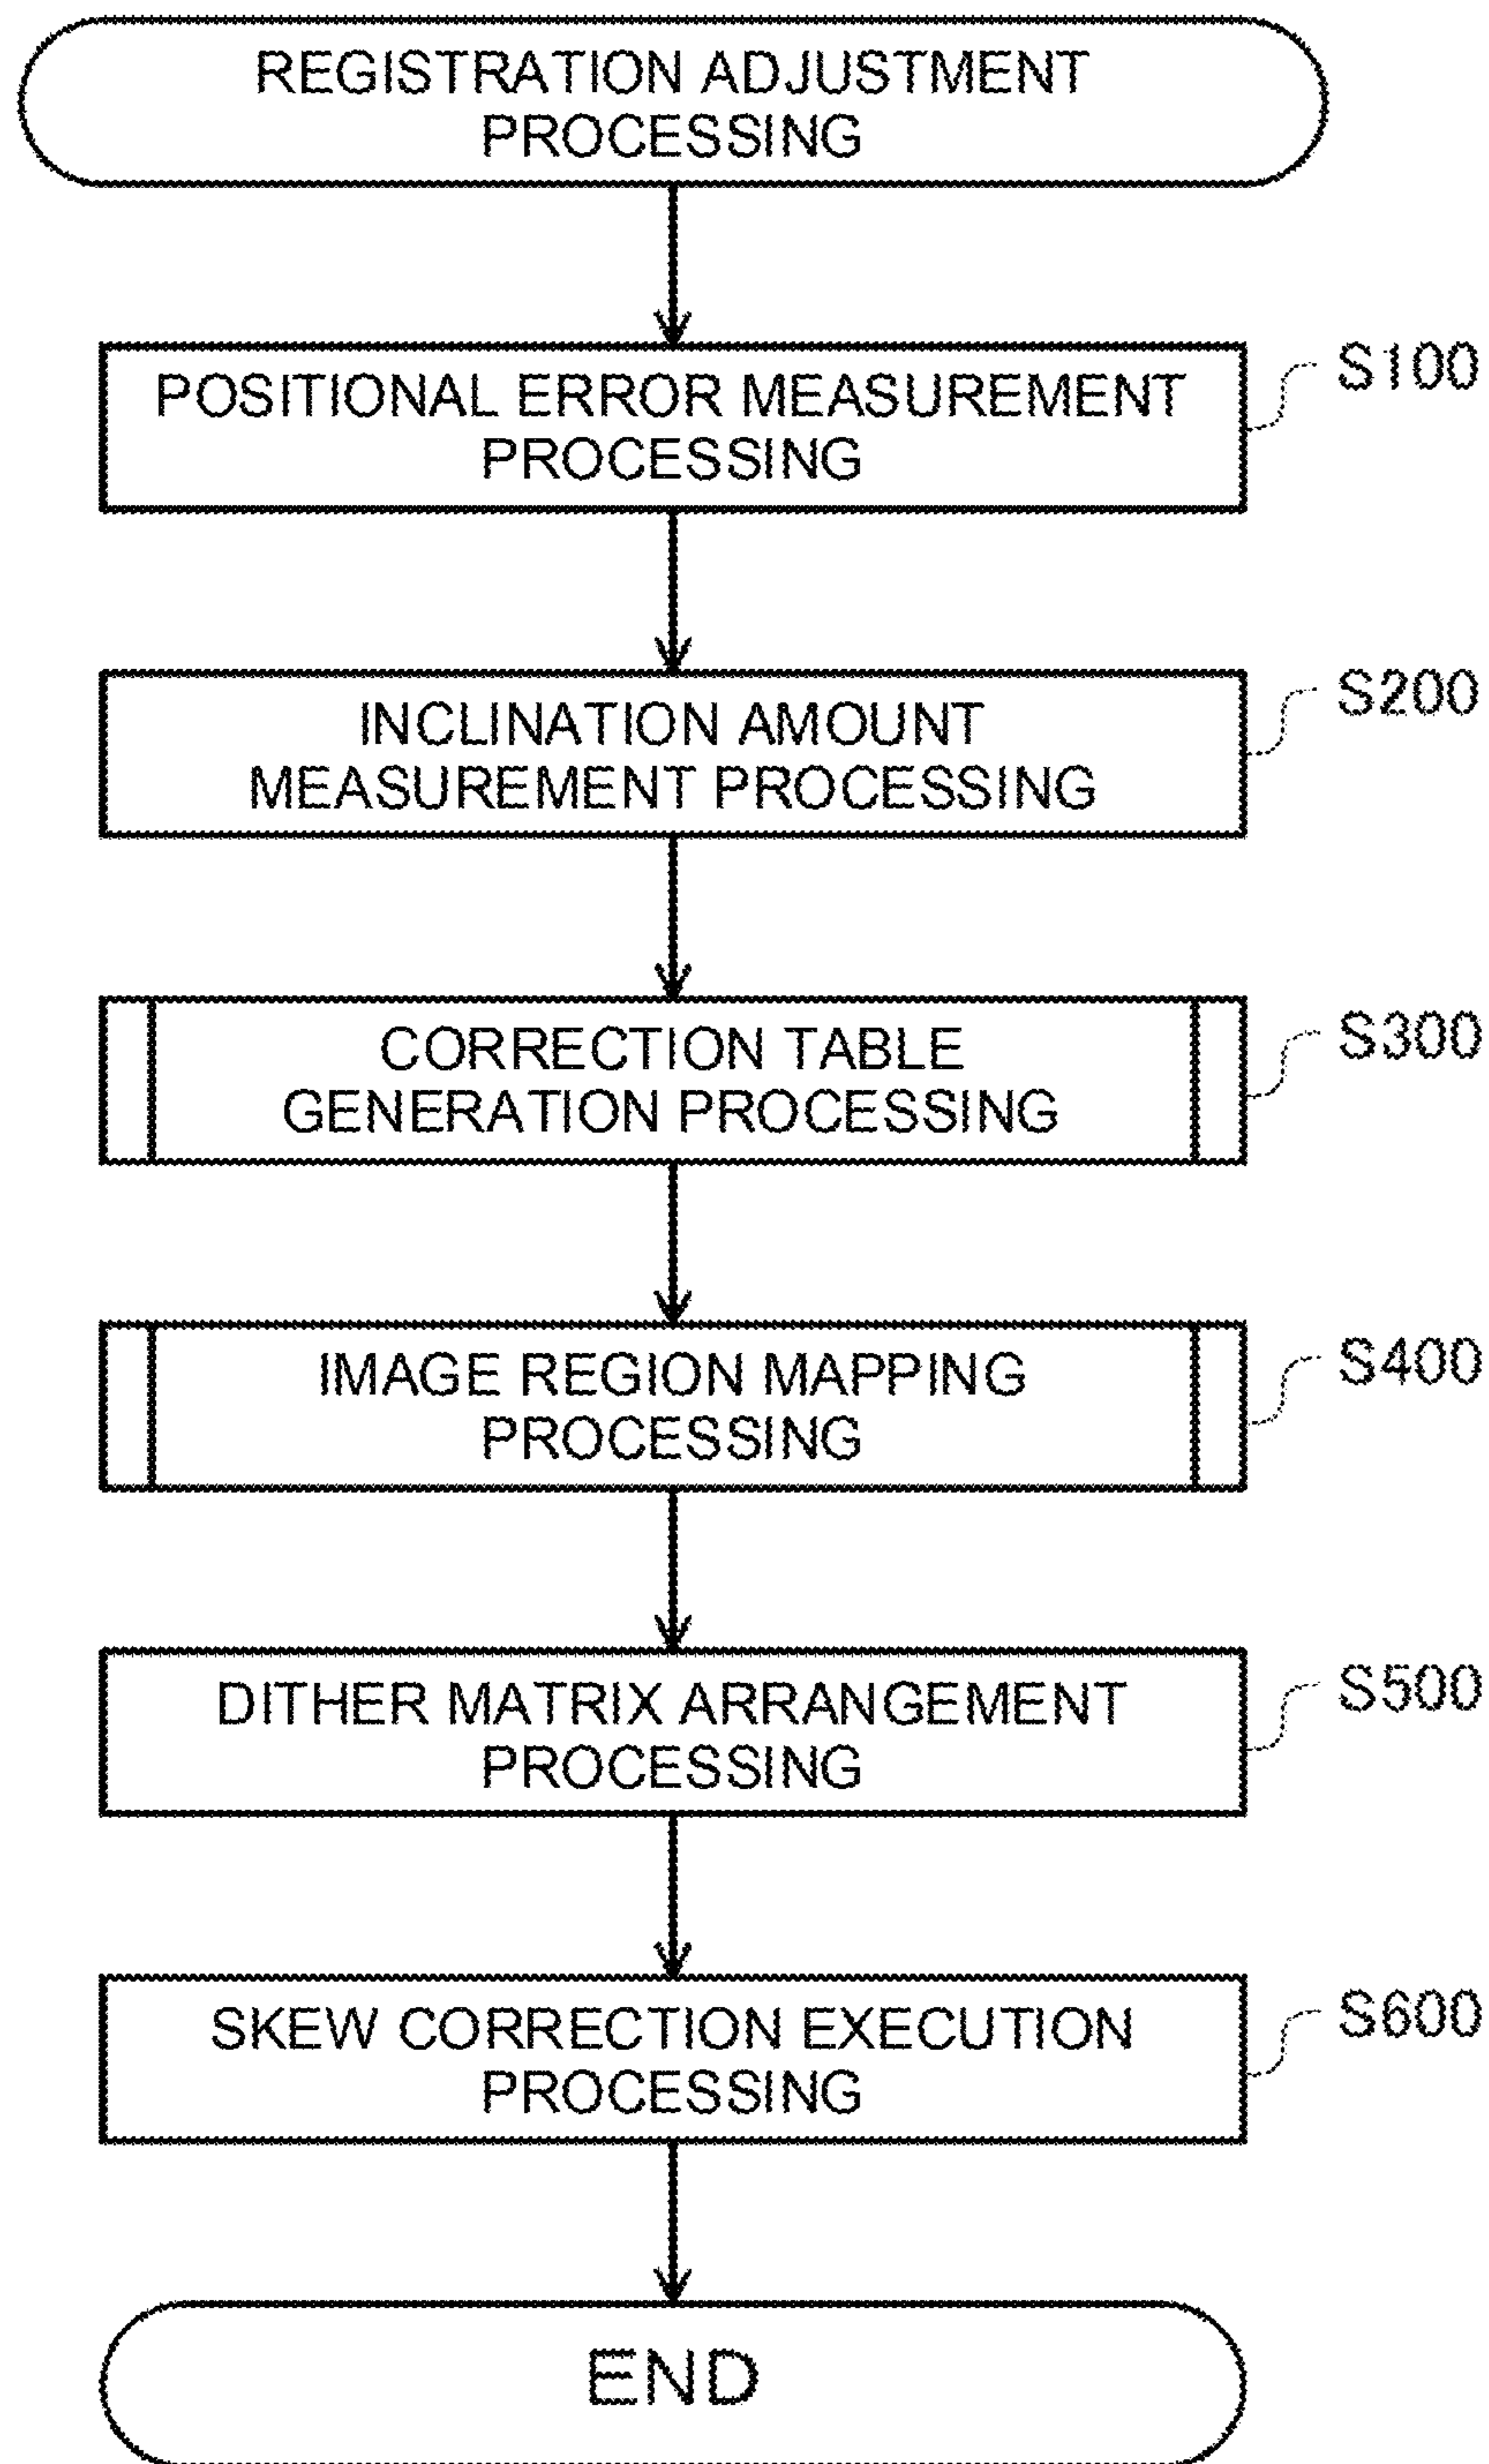 REGISTRATION ADJUSTMENT
PROCESSING
POSITIONAL ERROR MEASUREMENT
PROCESSING
S100
INCLINATION AMOUNT
MEASUREMENT PROCESSING
S200
CORRECTION TABLE
GENERATION PROCESSING
S300
IMAGE REGION MAPPING
PROCESSING
S400
DITHER MATRIX ARRANGEMENT
PROCESSING
S500
SKEW CORRECTION EXECUTION
PROCESSING
S600
END